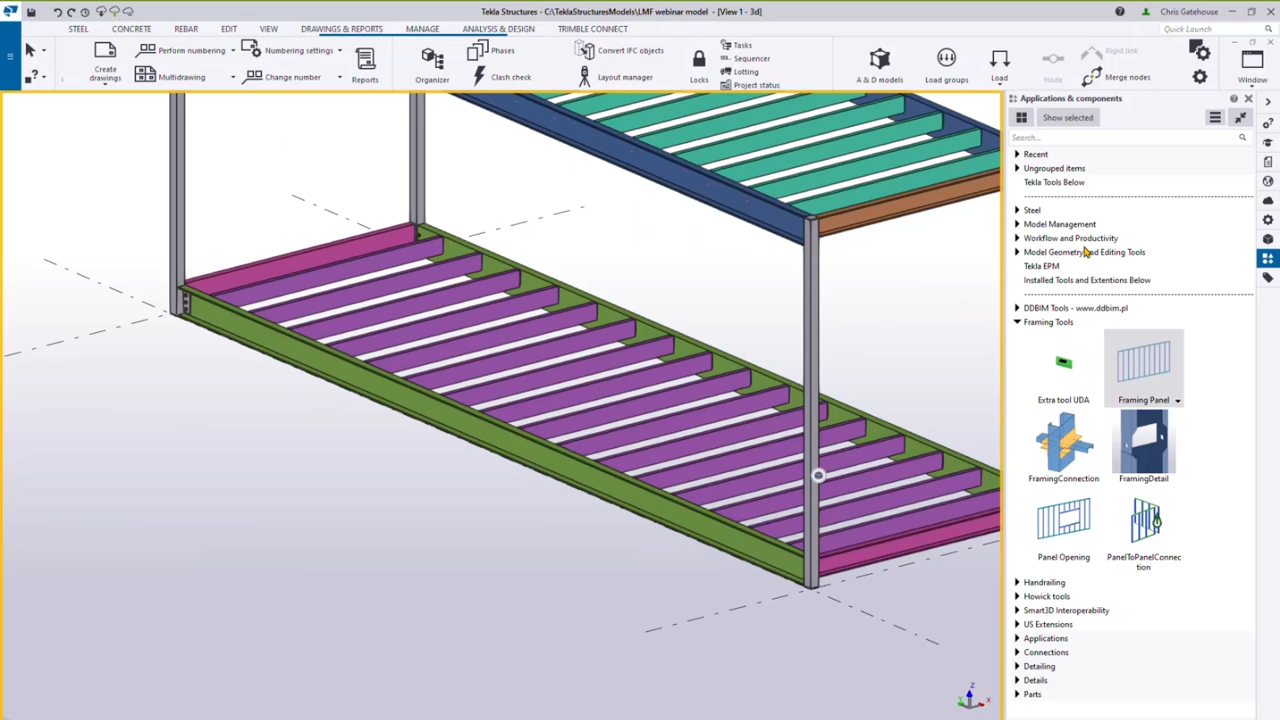 Tekla Structures - C:\TeklaStructuresModels\LMF webinar model - [View 1 - 3d]
Chris Gatehouse
STEEL CONCRETE REBAR EDIT VIEW DRAWINGS & REPORTS MANAGE ANALYSIS & DESIGN TRIMBLE CONNECT
Quick Launch
Create drawings
Perform numbering
Multidrawing
Numbering settings
Change number
Reports
Organizer
Phases
Clash check
Convert IFC objects
Layout manager
Locks
Tasks
Sequencer
Lotting
Project status
A & D models
Load groups
Load
Node
Rigid link
Merge nodes
Window
Applications & components
Show selected
Search...
Recent
Ungrouped items
Tekla Tools Below
Steel
Model Management
Workflow and Productivity
Model Geometry and Editing Tools
Tekla EPM
Installed Tools and Extentions Below
DDBIM Tools - www.ddbim.pl
Framing Tools
Extra tool UDA
Framing Panel
FramingConnection
FramingDetail
Panel Opening
PanelToPanelConnec
tion
Handrailing
Howick tools
Smart3D Interoperability
US Extensions
Applications
Connections
Detailing
Details
Parts
Z
X